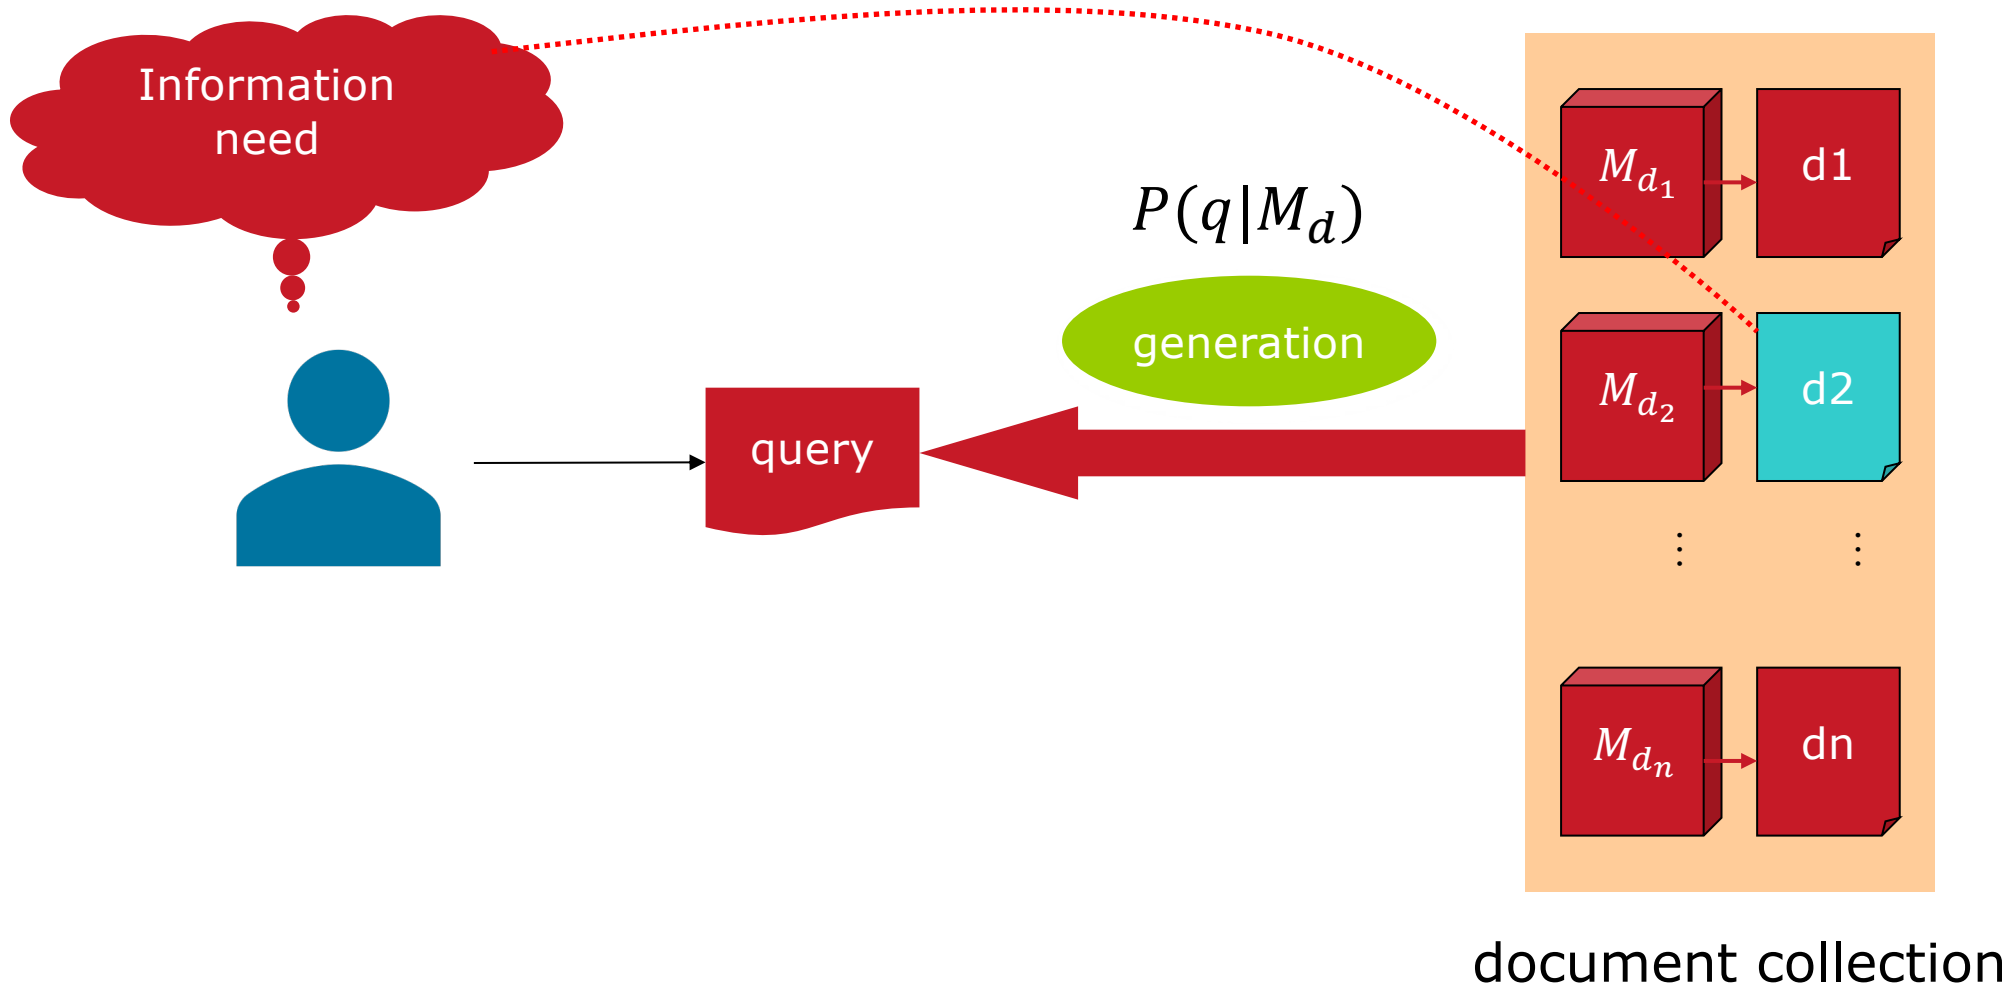 Information
need
P(q|M_d)
generation
query
M_{d_1}
d1
M_{d_2}
d2
⋮ ⋮
M_{d_n}
dn
document collection